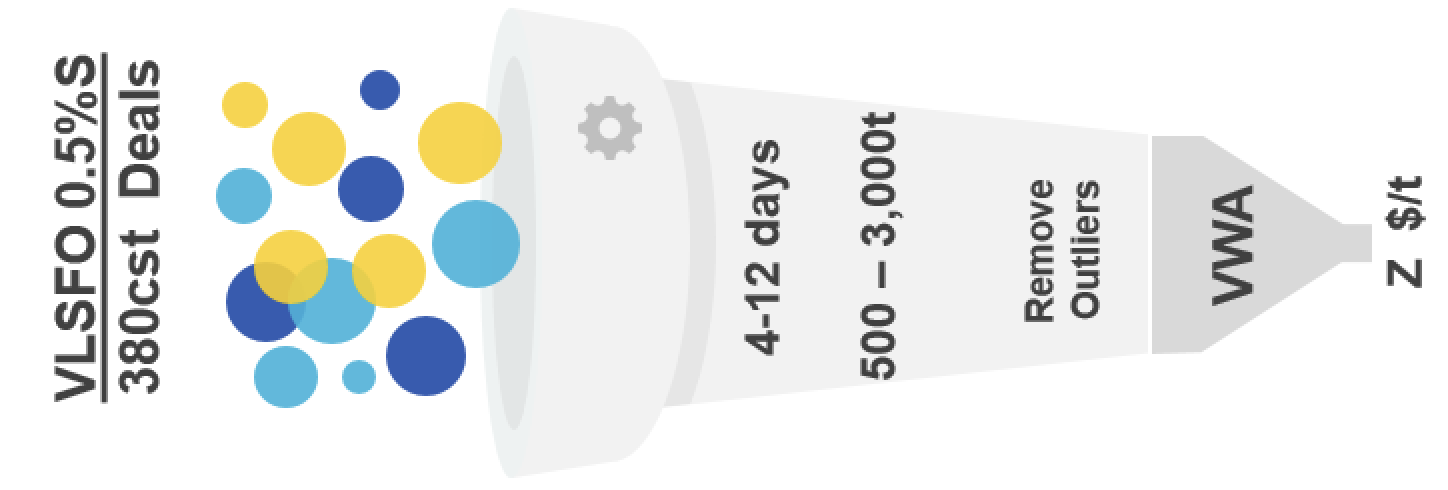 VLSFO 0.5%S
380cst Deals
4-12 days
500 – 3,000t
Remove
Outliers
VWA
Z $/t